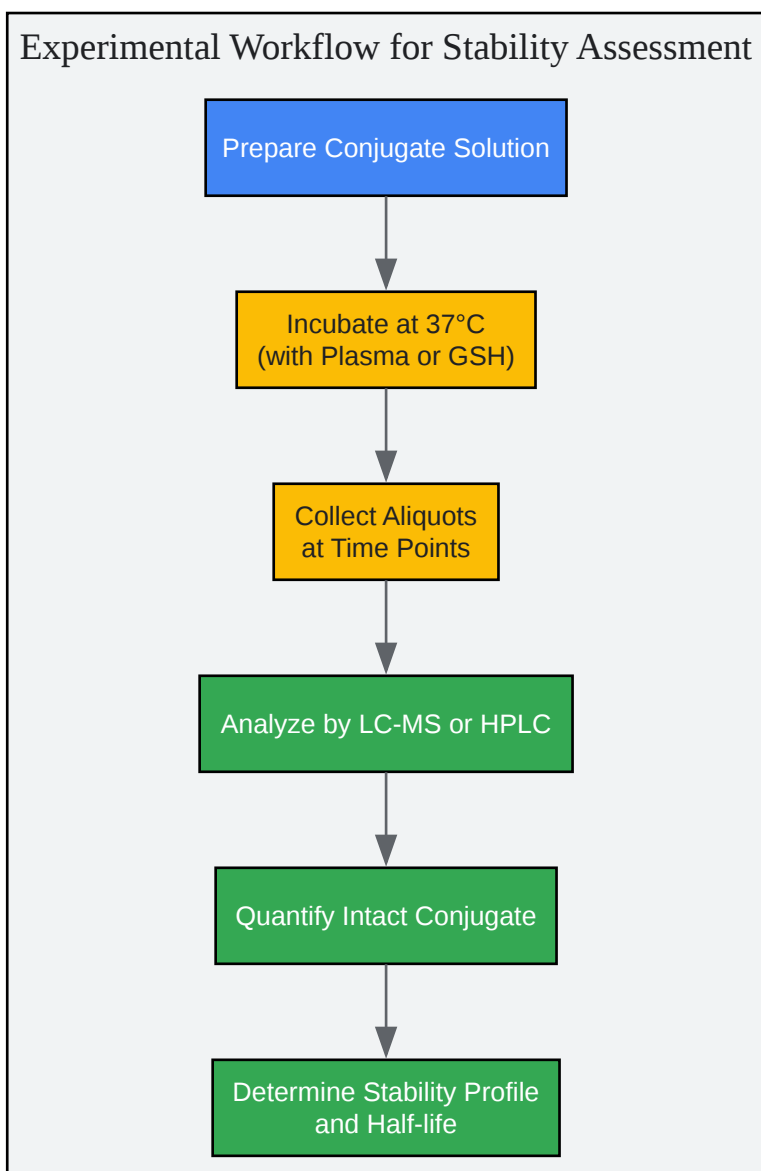 Experimental Workflow for Stability Assessment
Prepare Conjugate Solution
Incubate at 37°C
(with Plasma or GSH)
Collect Aliquots
at Time Points
Analyze by LC-MS or HPLC
Quantify Intact Conjugate
Determine Stability Profile
and Half-life